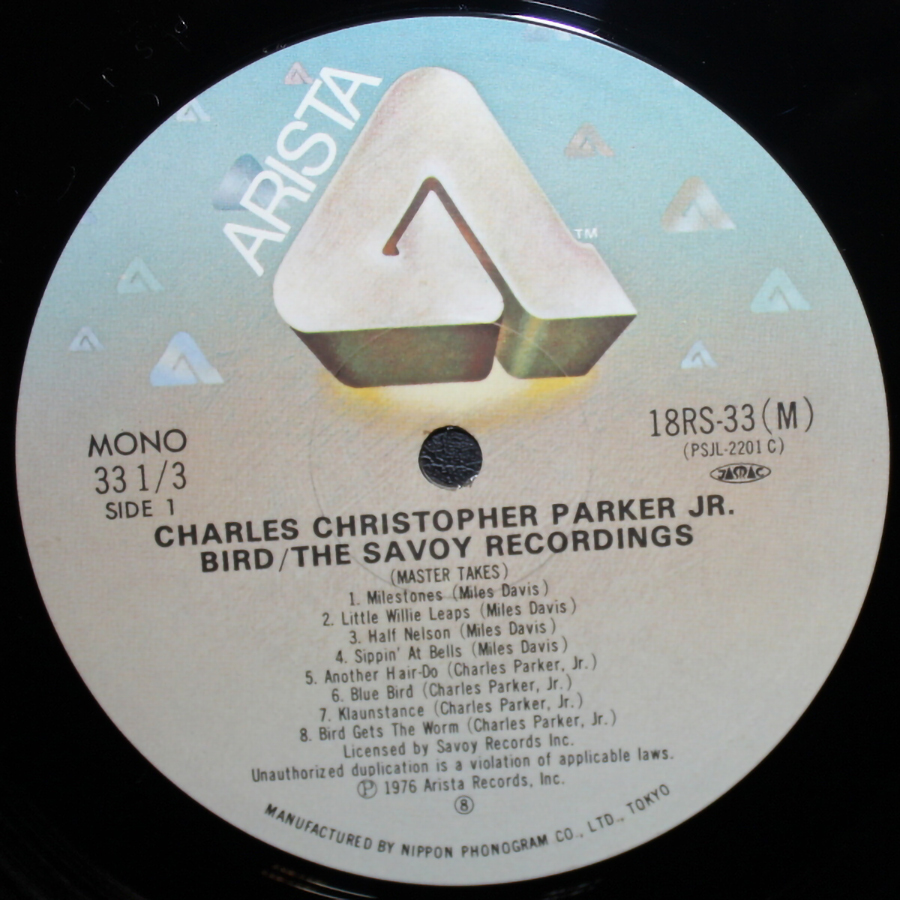 ARISTA
TM
MONO
33 1/3
SIDE 1
18RS-33(M)
(PSJL-2201 C)
JASRAC
CHARLES CHRISTOPHER PARKER JR.
BIRD/THE SAVOY RECORDINGS
(MASTER TAKES)
1. Milestones (Miles Davis)
2. Little Willie Leaps (Miles Davis)
3. Half Nelson (Miles Davis)
4. Sippin' At Bells (Miles Davis)
5. Another Hair-Do (Charles Parker, Jr.)
6. Blue Bird (Charles Parker, Jr.)
7. Klaunstance (Charles Parker, Jr.)
8. Bird Gets The Worm (Charles Parker, Jr.)
Licensed by Savoy Records Inc.
Unauthorized duplication is a violation of applicable laws.
Ⓟ 1976 Arista Records, Inc.
⑧
MANUFACTURED BY NIPPON PHONOGRAM CO., LTD., TOKYO